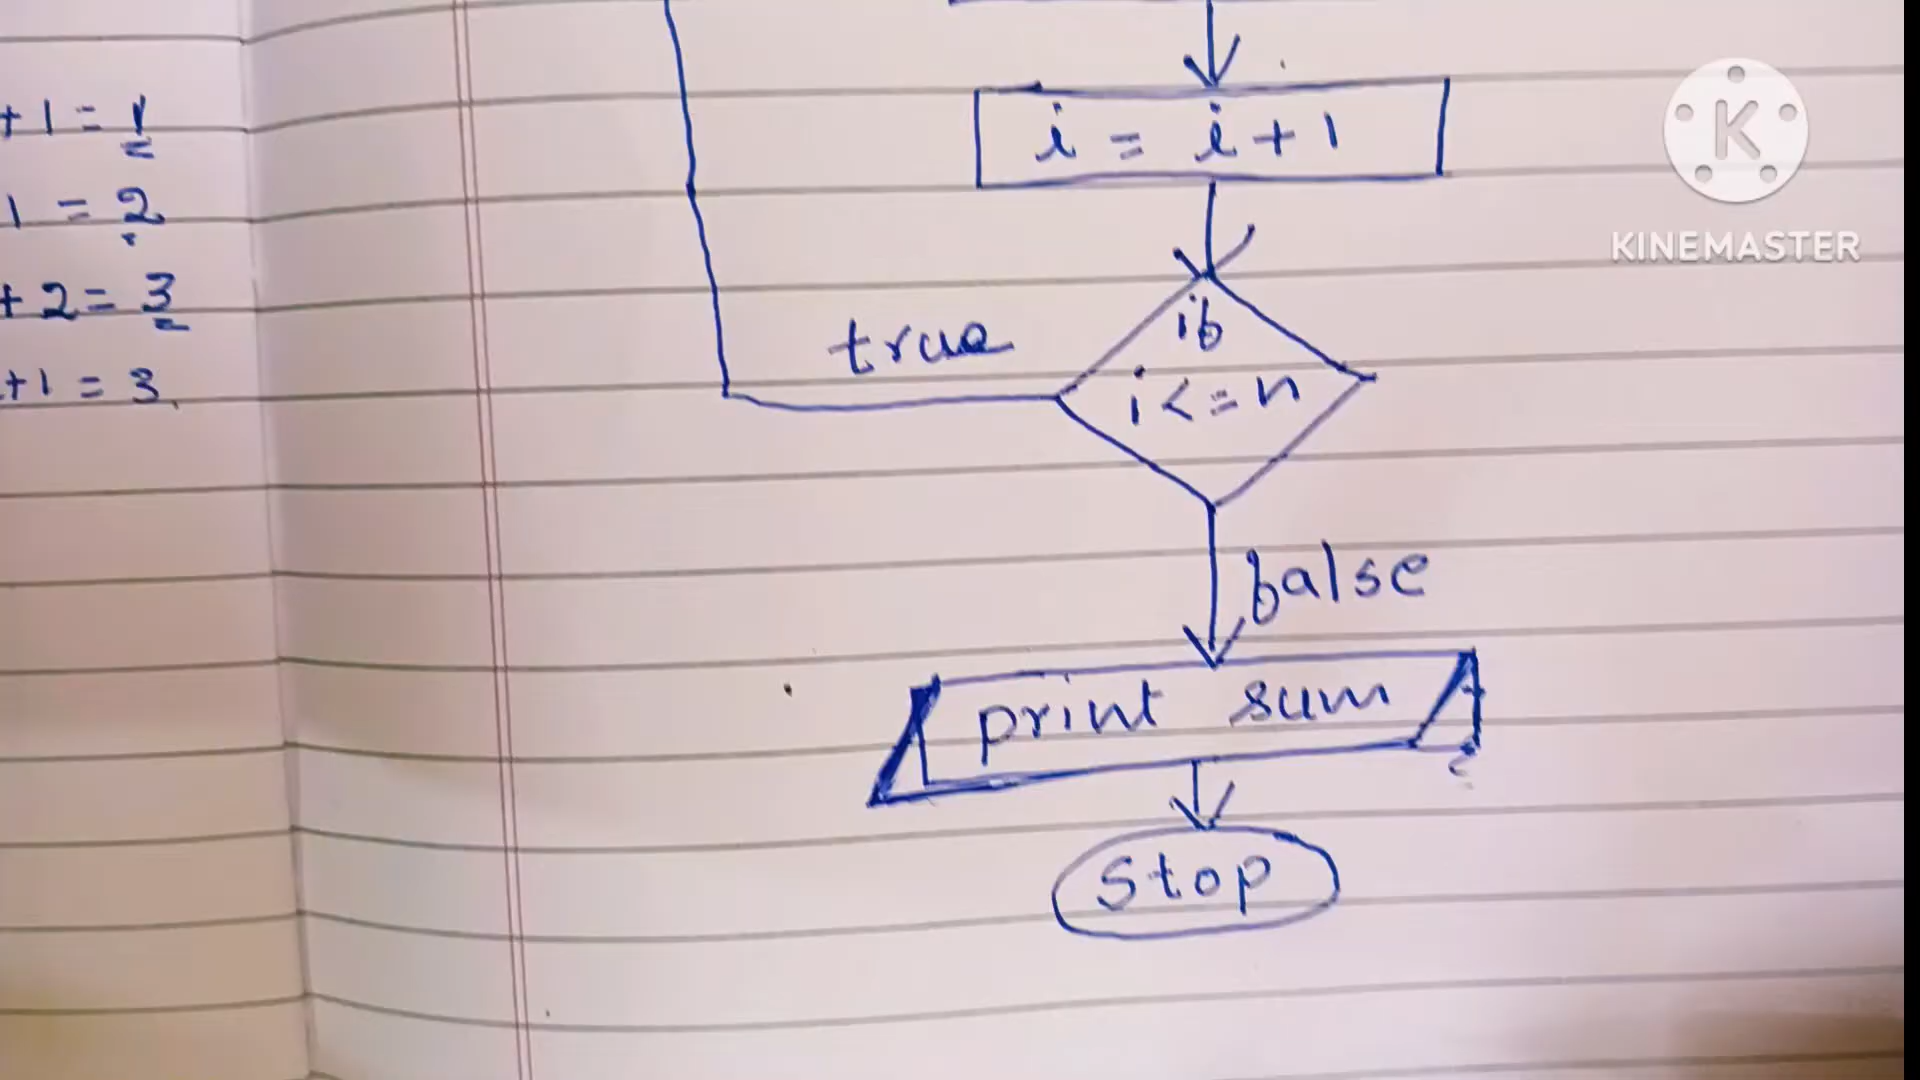 + 1 = 1
1 = 2
+ 2 = 3
+1 = 3
i = i + 1
if
i <= n
true
false
print sum
stop
K
KINEMASTER